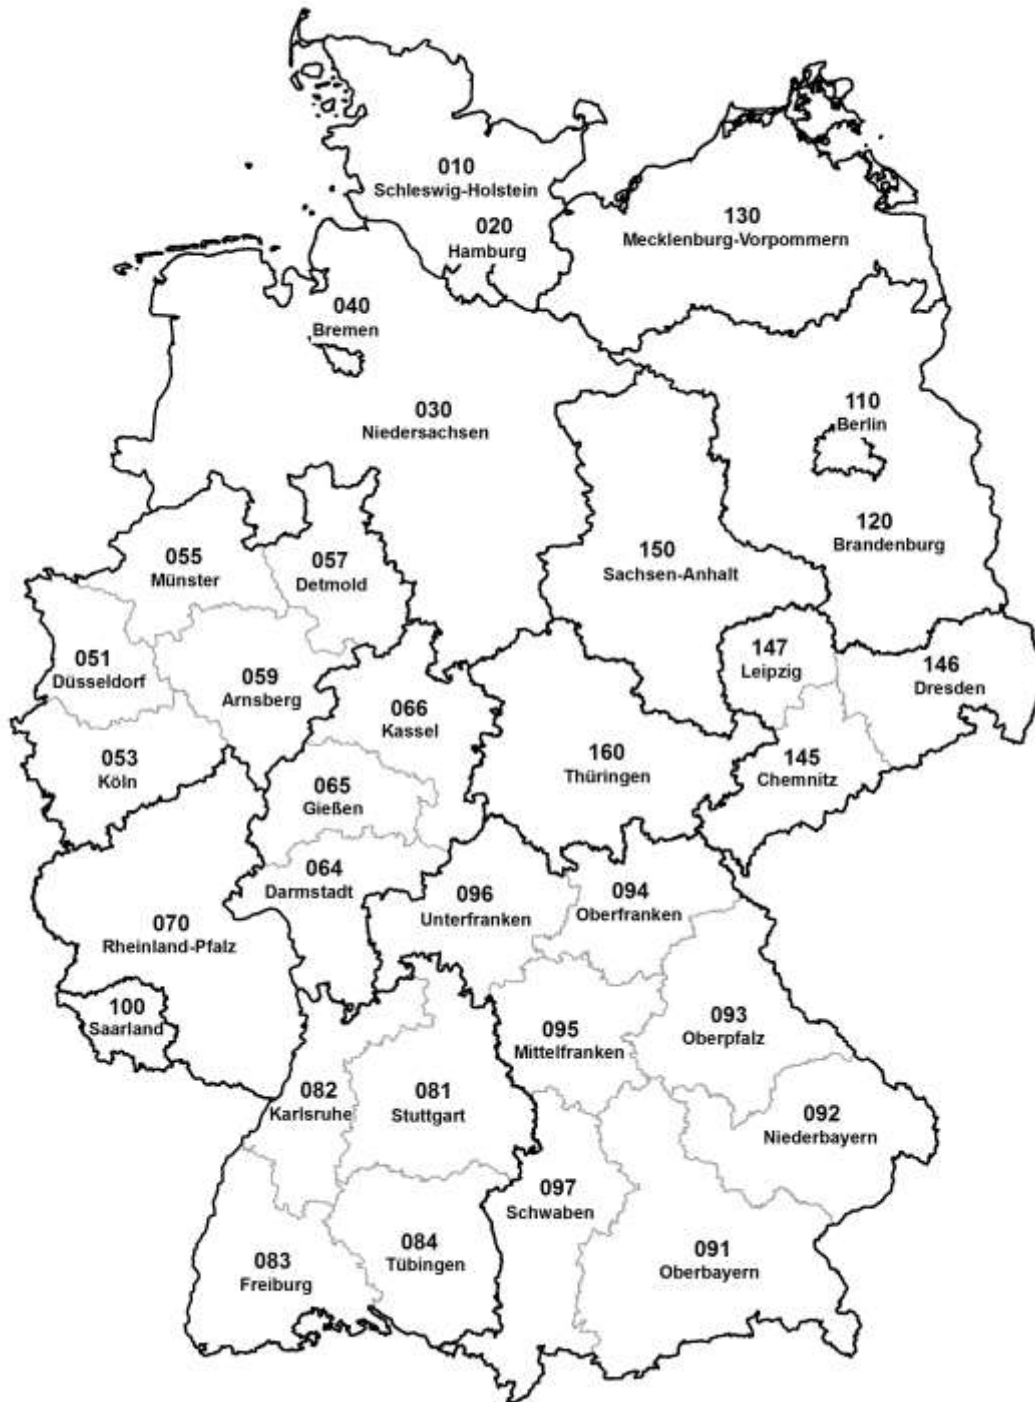 010
Schleswig-Holstein
020
Hamburg
130
Mecklenburg-Vorpommern
040
Bremen
030
Niedersachsen
110
Berlin
120
Brandenburg
055
Münster
057
Detmold
150
Sachsen-Anhalt
051
Düsseldorf
059
Arnsberg
147
Leipzig
146
Dresden
066
Kassel
053
Köln
160
Thüringen
145
Chemnitz
065
Gießen
064
Darmstadt
096
Unterfranken
094
Oberfranken
070
Rheinland-Pfalz
100
Saarland
095
Mittelfranken
093
Oberpfalz
082
Karlsruhe
081
Stuttgart
092
Niederbayern
097
Schwaben
083
Freiburg
084
Tübingen
091
Oberbayern